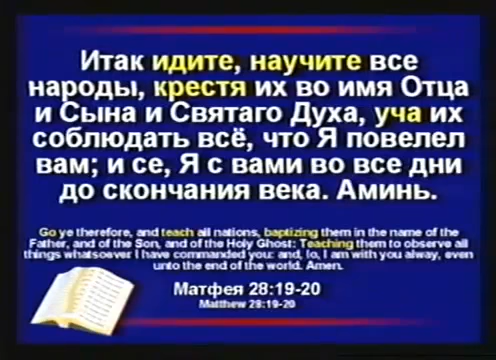 Итак идите, научите все
народы, крестя их во имя Отца
и Сына и Святаго Духа, уча их
соблюдать всё, что Я повелел
вам; и се, Я с вами во все дни
до скончания века. Аминь.
Go ye therefore, and teach all nations, baptizing them in the name of the
Father, and of the Son, and of the Holy Ghost: Teaching them to observe all
things whatsoever I have commanded you: and, lo, I am with you alway, even
unto the end of the world. Amen.
Матфея 28:19-20
Matthew 28:19-20